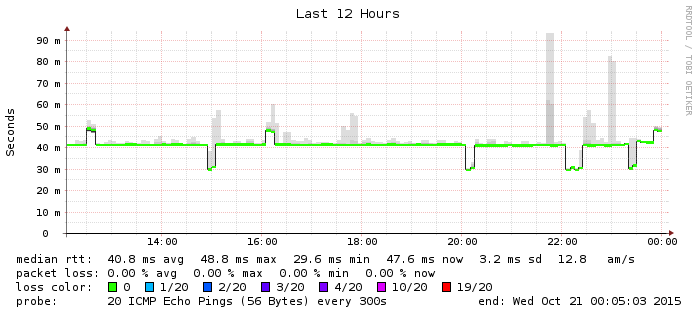 Last 12 Hours
RRDTOOL / TOBI OETIKER
Seconds
90 m
80 m
70 m
60 m
50 m
40 m
30 m
20 m
10 m
0
14:00 16:00 18:00 20:00 22:00 00:00
median rtt: 40.8 ms avg 48.8 ms max 29.6 ms min 47.6 ms now 3.2 ms sd 12.8 am/s
packet loss: 0.00 % avg 0.00 % max 0.00 % min 0.00 % now
loss color: 0 1/20 2/20 3/20 4/20 10/20 19/20
probe: 20 ICMP Echo Pings (56 Bytes) every 300s end: Wed Oct 21 00:05:03 2015